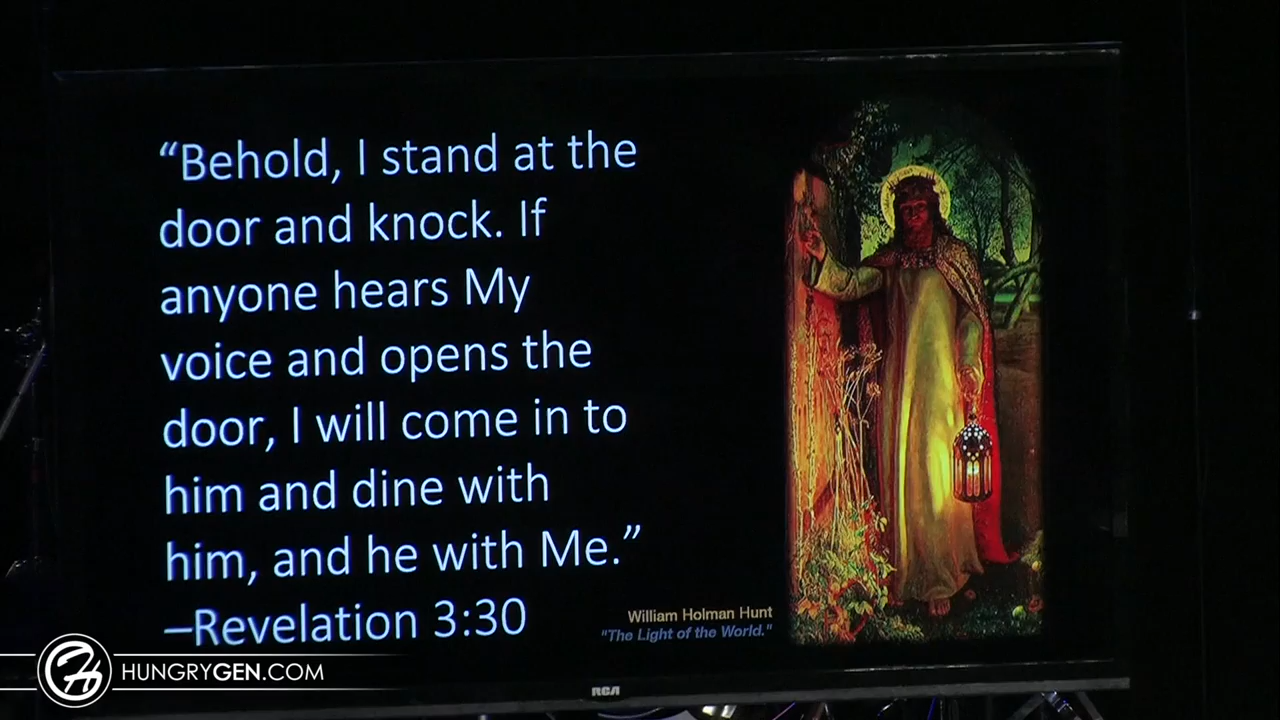 “Behold, I stand at the
door and knock. If
anyone hears My
voice and opens the
door, I will come in to
him and dine with
him, and he with Me.”
–Revelation 3:30
William Holman Hunt
"The Light of the World."
HUNGRYGEN.COM
RCA